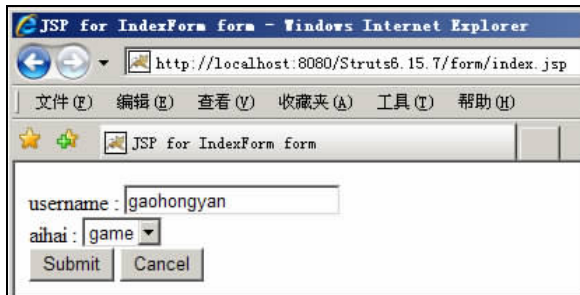 JSP for IndexForm form - Windows Internet Explorer
http://localhost:8080/Struts6.15.7/form/index.jsp
文件(F) 编辑(E) 查看(V) 收藏夹(A) 工具(T) 帮助(H)
JSP for IndexForm form
username : gaohongyan
aihai : game
Submit Cancel